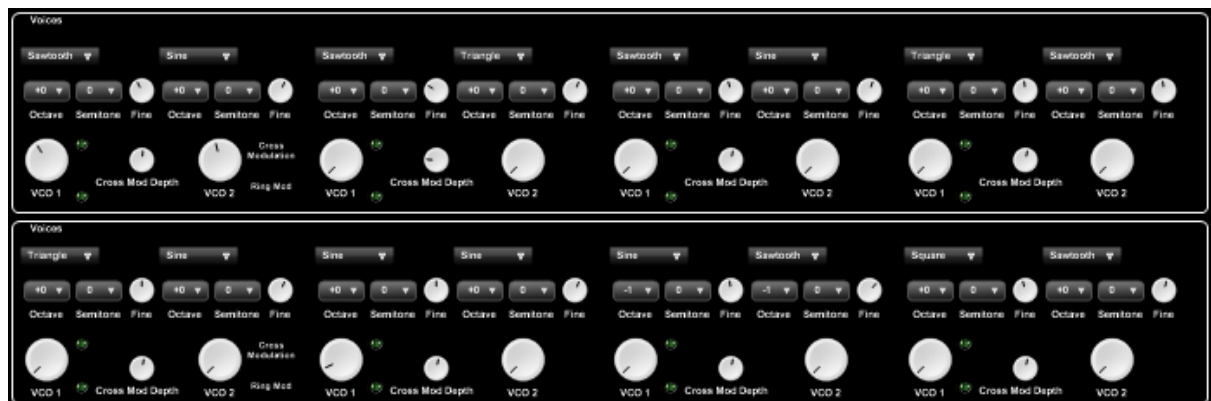 Voices
Sawtooth Sine Sawtooth Triangle Sawtooth Sine Triangle Sawtooth
+0 0 +0 0 +0 0 +0 0 +0 0 +0 0 +0 0 +0 0
Octave Semitone Fine Octave Semitone Fine Octave Semitone Fine Octave Semitone Fine Octave Semitone Fine Octave Semitone Fine Octave Semitone Fine Octave Semitone Fine
Cross
Modulation
Cross Mod Depth Cross Mod Depth Cross Mod Depth Cross Mod Depth
Ring Mod
VCO 1 VCO 2 VCO 1 VCO 2 VCO 1 VCO 2 VCO 1 VCO 2
Voices
Triangle Sine Sine Sine Sine Sawtooth Square Sawtooth
+0 0 +0 0 +0 0 +0 0 -1 0 -1 0 +0 0 +0 0
Octave Semitone Fine Octave Semitone Fine Octave Semitone Fine Octave Semitone Fine Octave Semitone Fine Octave Semitone Fine Octave Semitone Fine Octave Semitone Fine
Cross
Modulation
Ring Mod
VCO 1 Cross Mod Depth VCO 2 VCO 1 Cross Mod Depth VCO 2 VCO 1 Cross Mod Depth VCO 2 VCO 1 Cross Mod Depth VCO 2